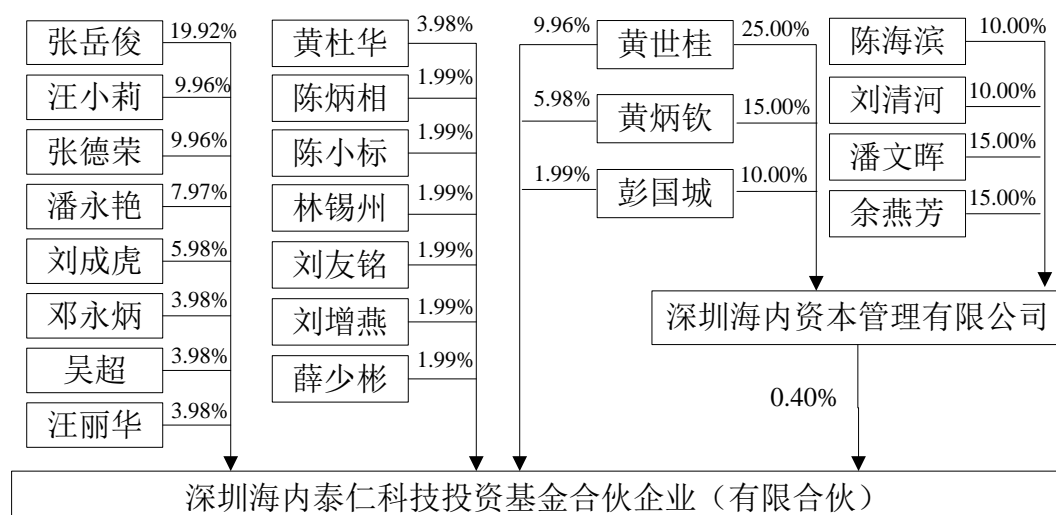 张岳俊 19.92% 黄杜华 3.98% 9.96% 黄世桂 25.00% 陈海滨 10.00%
汪小莉 9.96% 陈炳相 1.99% 5.98% 黄炳钦 15.00% 刘清河 10.00%
张德荣 9.96% 陈小标 1.99% 1.99% 彭国城 10.00% 潘文晖 15.00%
潘永艳 7.97% 林锡州 1.99% 余燕芳 15.00%
刘成虎 5.98% 刘友铭 1.99%
邓永炳 3.98% 刘增燕 1.99% 深圳海内资本管理有限公司
吴超 3.98% 薛少彬 1.99%
汪丽华 3.98% 0.40%
深圳海内泰仁科技投资基金合伙企业（有限合伙）